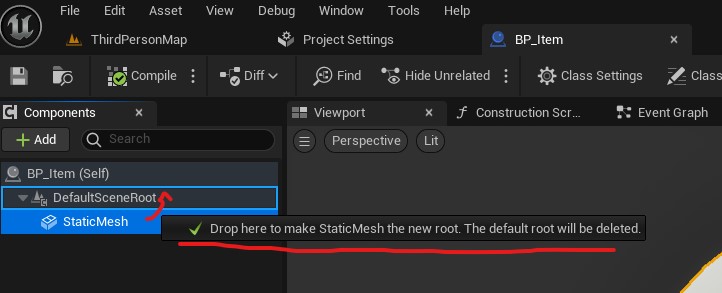 File Edit Asset View Debug Window Tools Help
ThirdPersonMap Project Settings BP_Item
Compile Diff Find Hide Unrelated Class Settings Class
Components Viewport Construction Scr... Event Graph
+ Add Search Perspective Lit
BP_Item (Self)
DefaultSceneRoot
StaticMesh
Drop here to make StaticMesh the new root. The default root will be deleted.